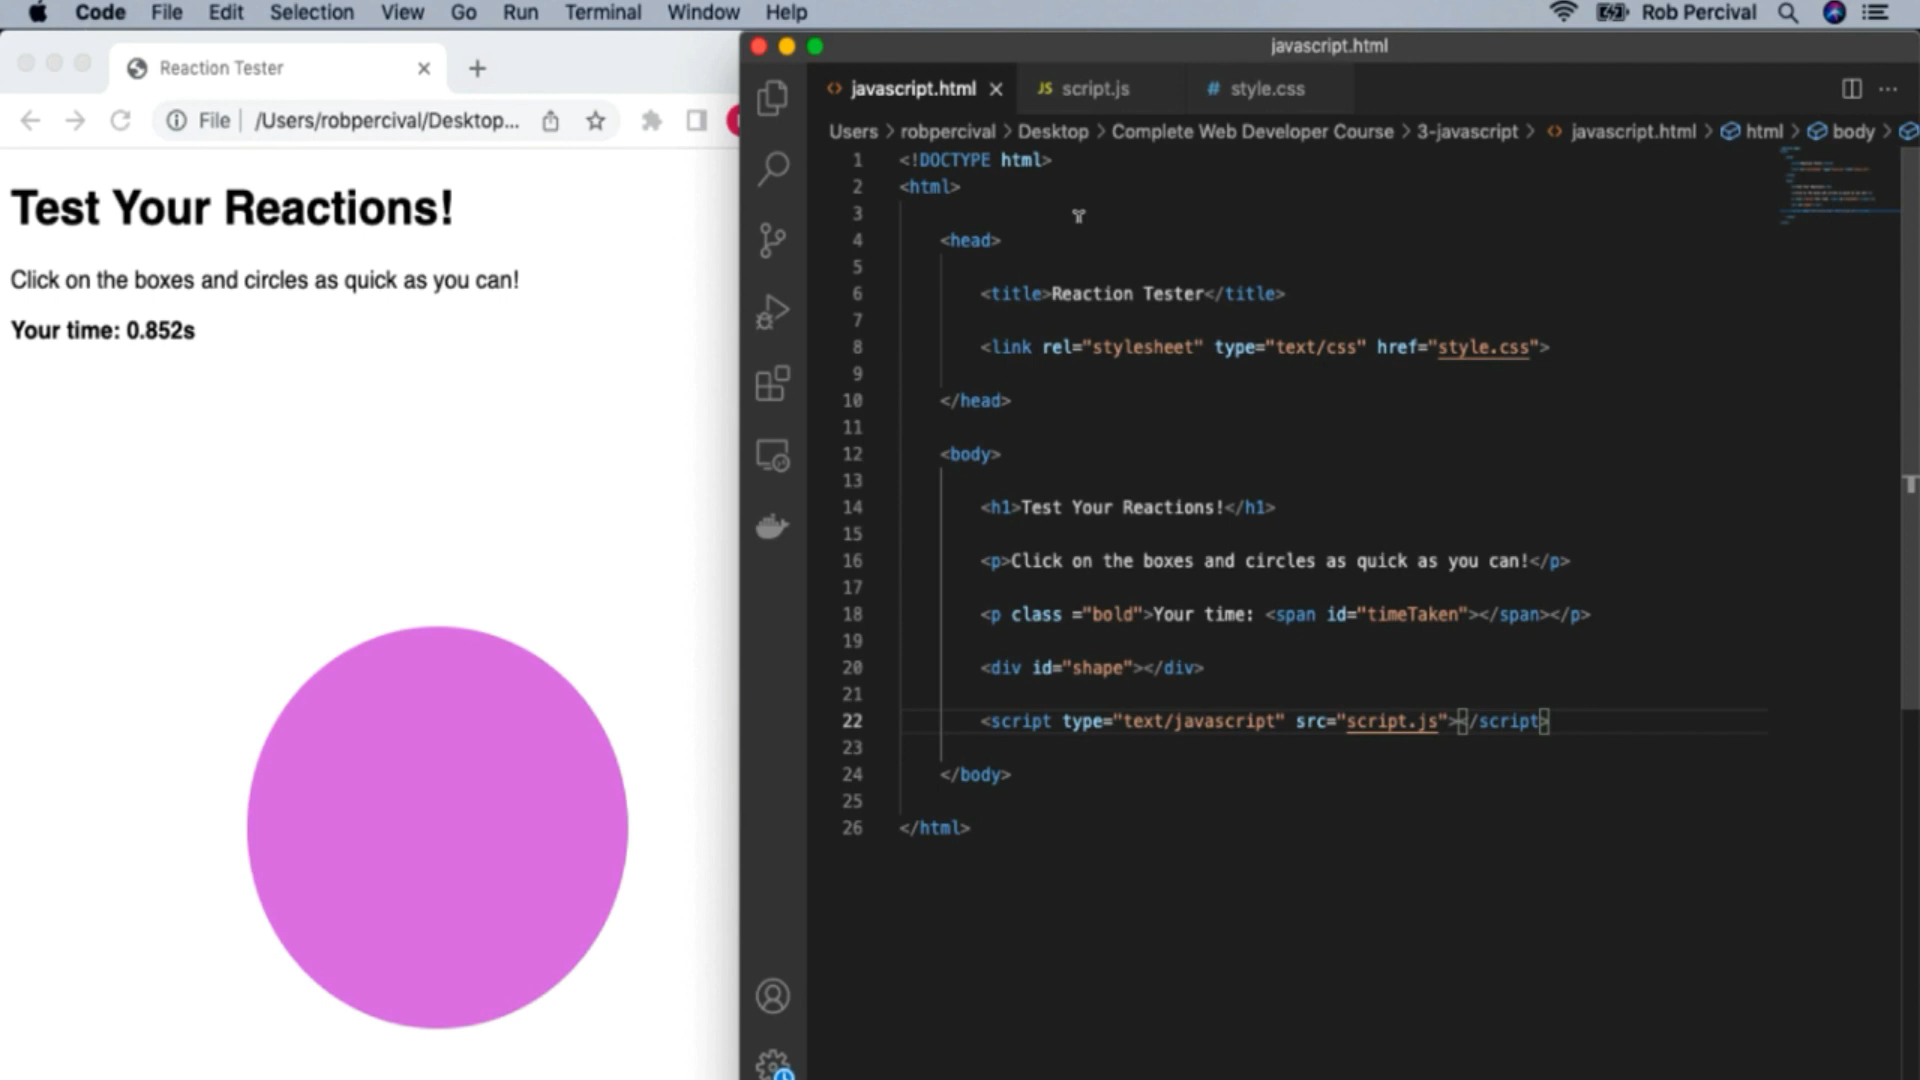 Code File Edit Selection View Go Run Terminal Window Help Rob Percival
Reaction Tester
File /Users/robpercival/Desktop...
Test Your Reactions!
Click on the boxes and circles as quick as you can!
Your time: 0.852s
javascript.html
javascript.html JS script.js # style.css
Users > robpercival > Desktop > Complete Web Developer Course > 3-javascript > javascript.html > html > body >
1 <!DOCTYPE html>
2 <html>
3
4 <head>
5
6 <title>Reaction Tester</title>
7
8 <link rel="stylesheet" type="text/css" href="style.css">
9
10 </head>
11
12 <body>
13
14 <h1>Test Your Reactions!</h1>
15
16 <p>Click on the boxes and circles as quick as you can!</p>
17
18 <p class ="bold">Your time: <span id="timeTaken"></span></p>
19
20 <div id="shape"></div>
21
22 <script type="text/javascript" src="script.js"></script>
23
24 </body>
25
26 </html>